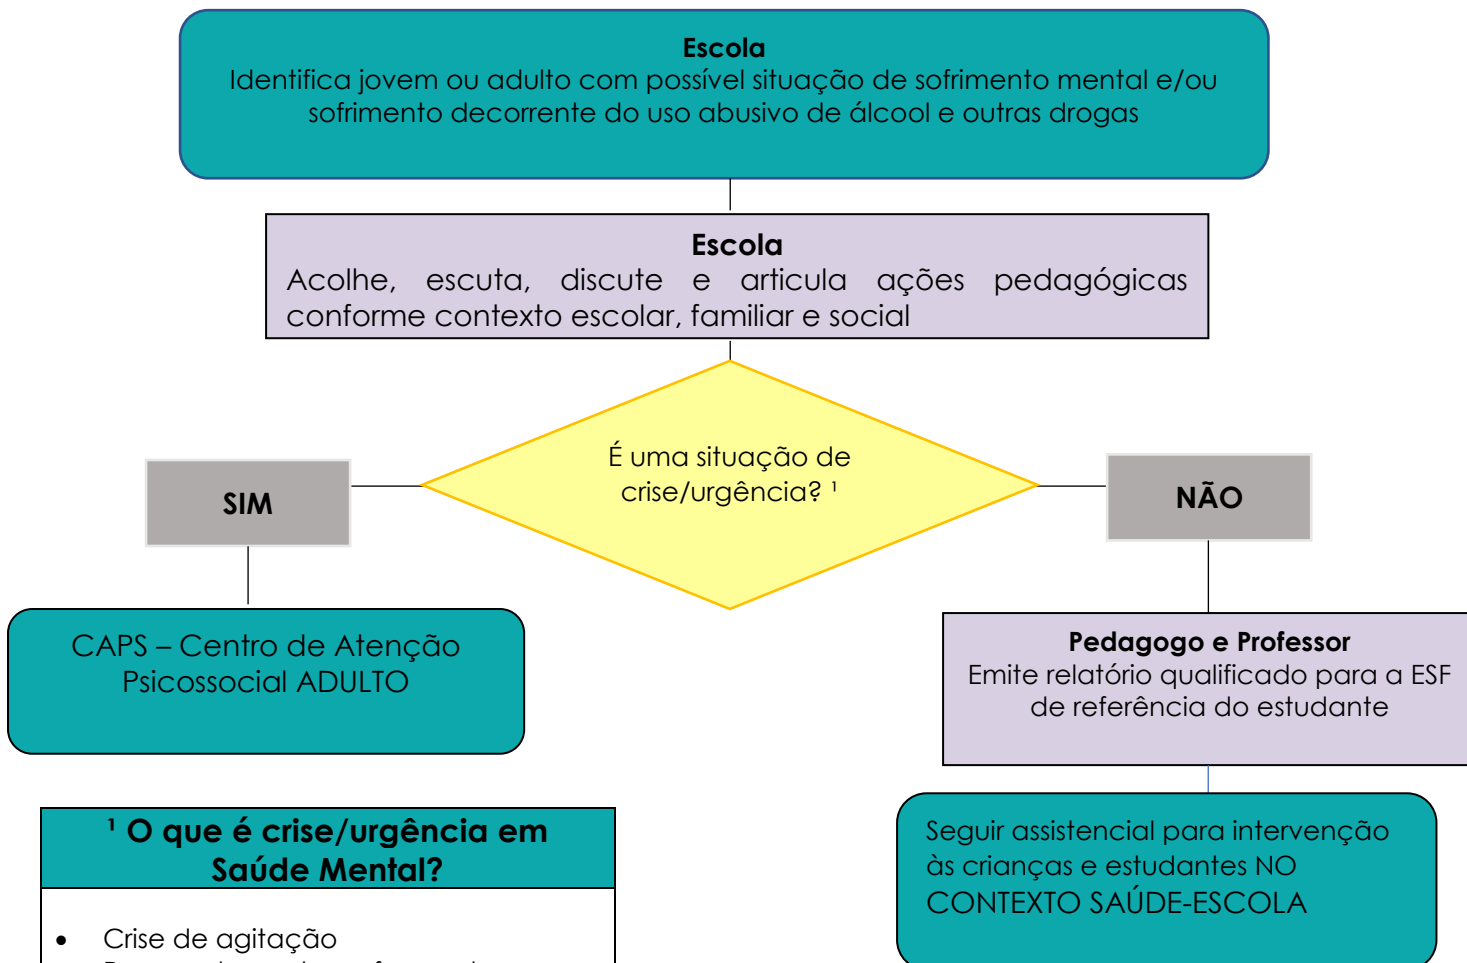 Escola
Identifica jovem ou adulto com possível situação de sofrimento mental e/ou
sofrimento decorrente do uso abusivo de álcool e outras drogas
Escola
Acolhe, escuta, discute e articula ações pedagógicas
conforme contexto escolar, familiar e social
É uma situação de
crise/urgência? ¹
SIM
NÃO
CAPS – Centro de Atenção
Psicossocial ADULTO
Pedagogo e Professor
Emite relatório qualificado para a ESF
de referência do estudante
Seguir assistencial para intervenção
às crianças e estudantes NO
CONTEXTO SAÚDE-ESCOLA
¹ O que é crise/urgência em
Saúde Mental?
• Crise de agitação